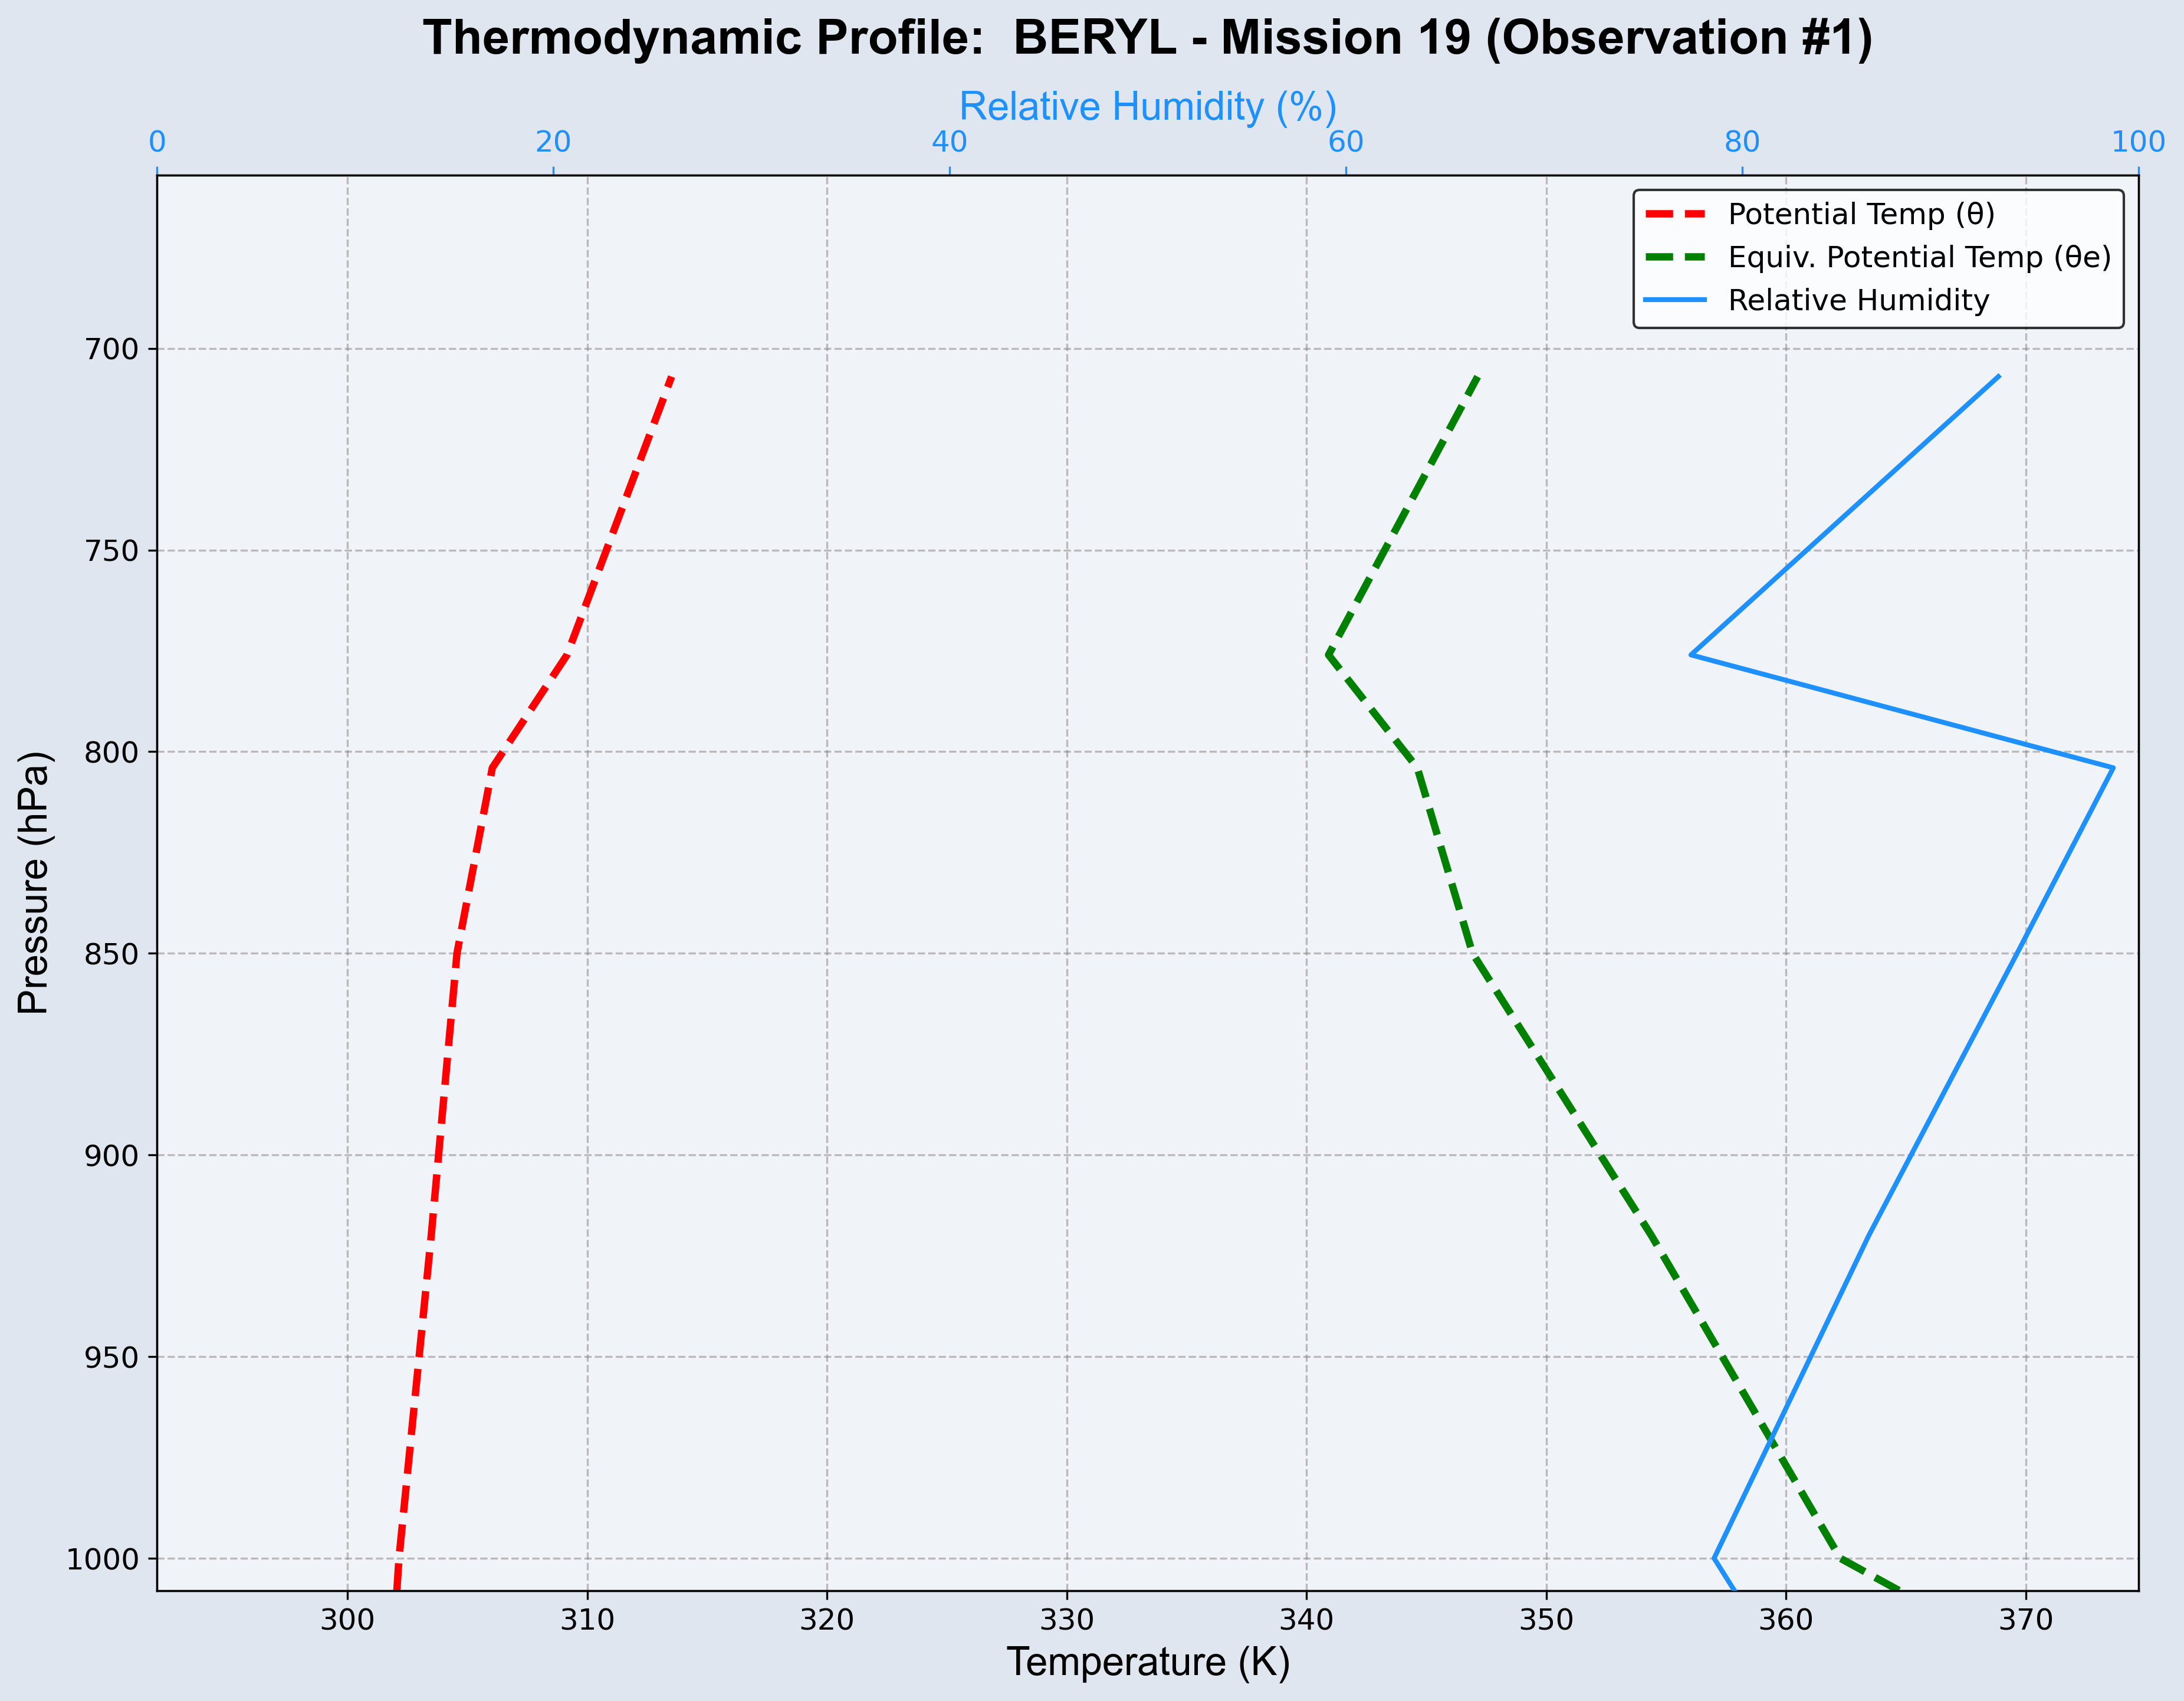 Thermodynamic Profile:  BERYL - Mission 19 (Observation #1)
Relative Humidity (%)
0 20 40 60 80 100
Potential Temp (θ)
Equiv. Potential Temp (θe)
Relative Humidity
700
750
800
850
900
950
1000
Pressure (hPa)
300 310 320 330 340 350 360 370
Temperature (K)